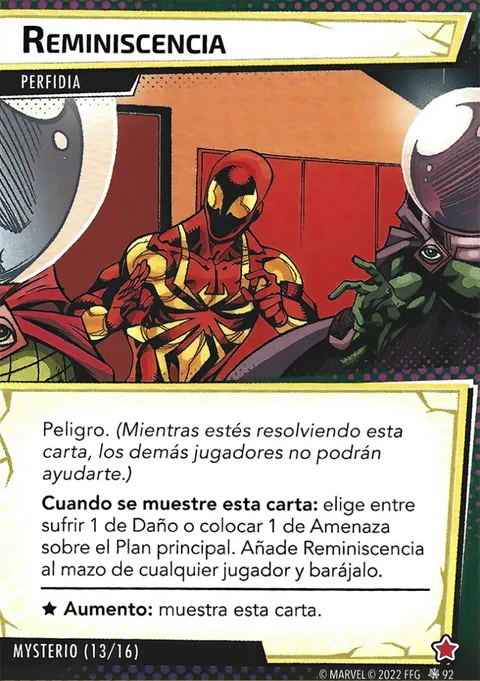 REMINISCENCIA
PERFIDIA
Peligro. (Mientras estés resolviendo esta
carta, los demás jugadores no podrán
ayudarte.)
Cuando se muestre esta carta: elige entre
sufrir 1 de Daño o colocar 1 de Amenaza
sobre el Plan principal. Añade Reminiscencia
al mazo de cualquier jugador y barájalo.
★ Aumento: muestra esta carta.
MYSTERIO (13/16)
© MARVEL © 2022 FFG 92